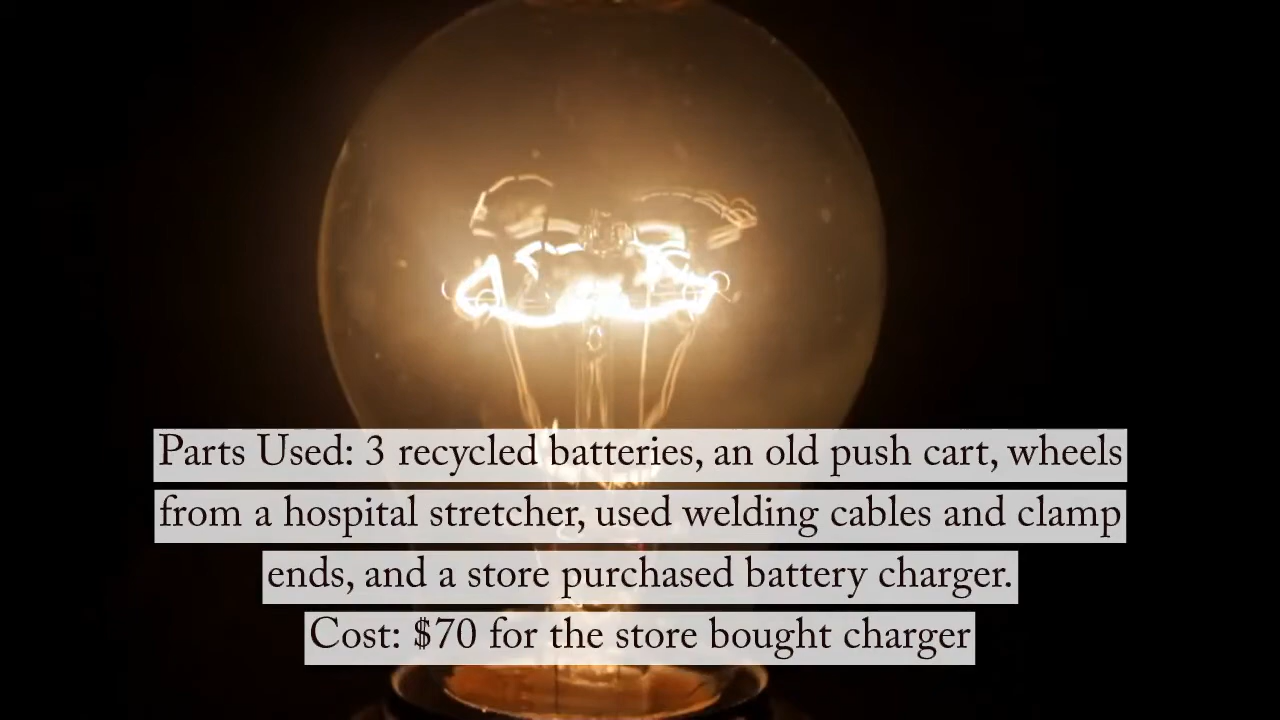 Parts Used: 3 recycled batteries, an old push cart, wheels
from a hospital stretcher, used welding cables and clamp
ends, and a store purchased battery charger.
Cost: $70 for the store bought charger